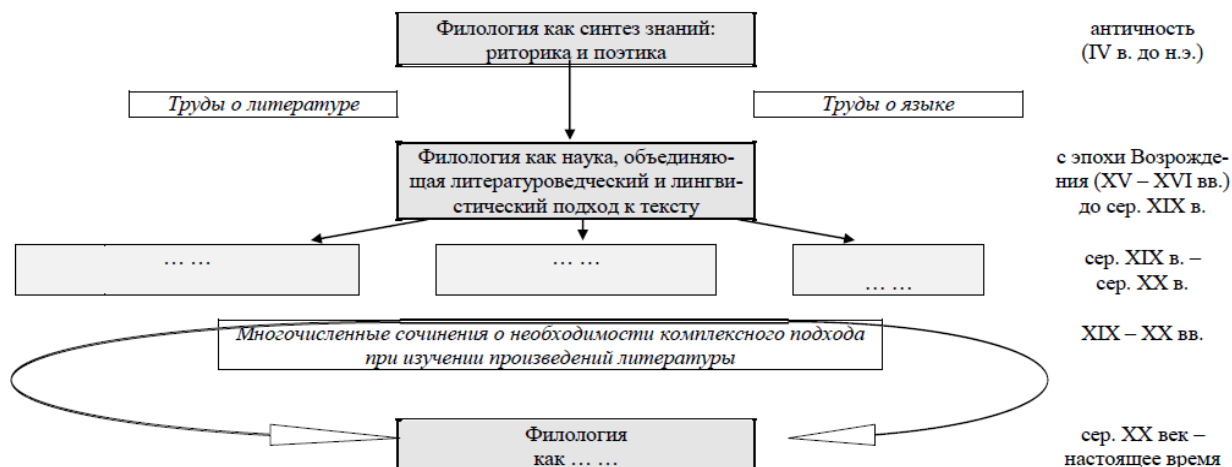 Филология как синтез знаний:
риторика и поэтика
античность
(IV в. до н.э.)
Труды о литературе
Труды о языке
Филология как наука, объединяю-
щая литературоведческий и лингви-
стический подход к тексту
с эпохи Возрожде-
ния (XV – XVI вв.)
до сер. XIX в.
… …
… …
… …
сер. XIX в. –
сер. XX в.
Многочисленные сочинения о необходимости комплексного подхода
при изучении произведений литературы
XIX – XX вв.
Филология
как … …
сер. XX век –
настоящее время